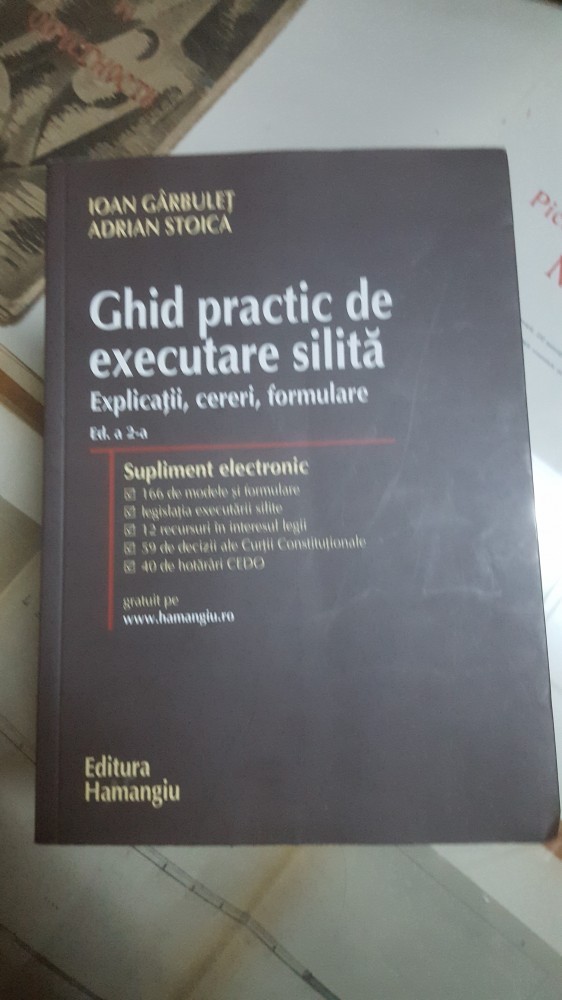 IOAN GÂRBULEȚ
ADRIAN STOICA
Ghid practic de
executare silită
Explicații, cereri, formulare
Ed. a 2-a
Supliment electronic
☑ 166 de modele și formulare
☑ legislația executării silite
☑ 12 recursuri în interesul legii
☑ 59 de decizii ale Curții Constituționale
☑ 40 de hotărâri CEDO
gratuit pe
www.hamangiu.ro
Editura
Hamangiu